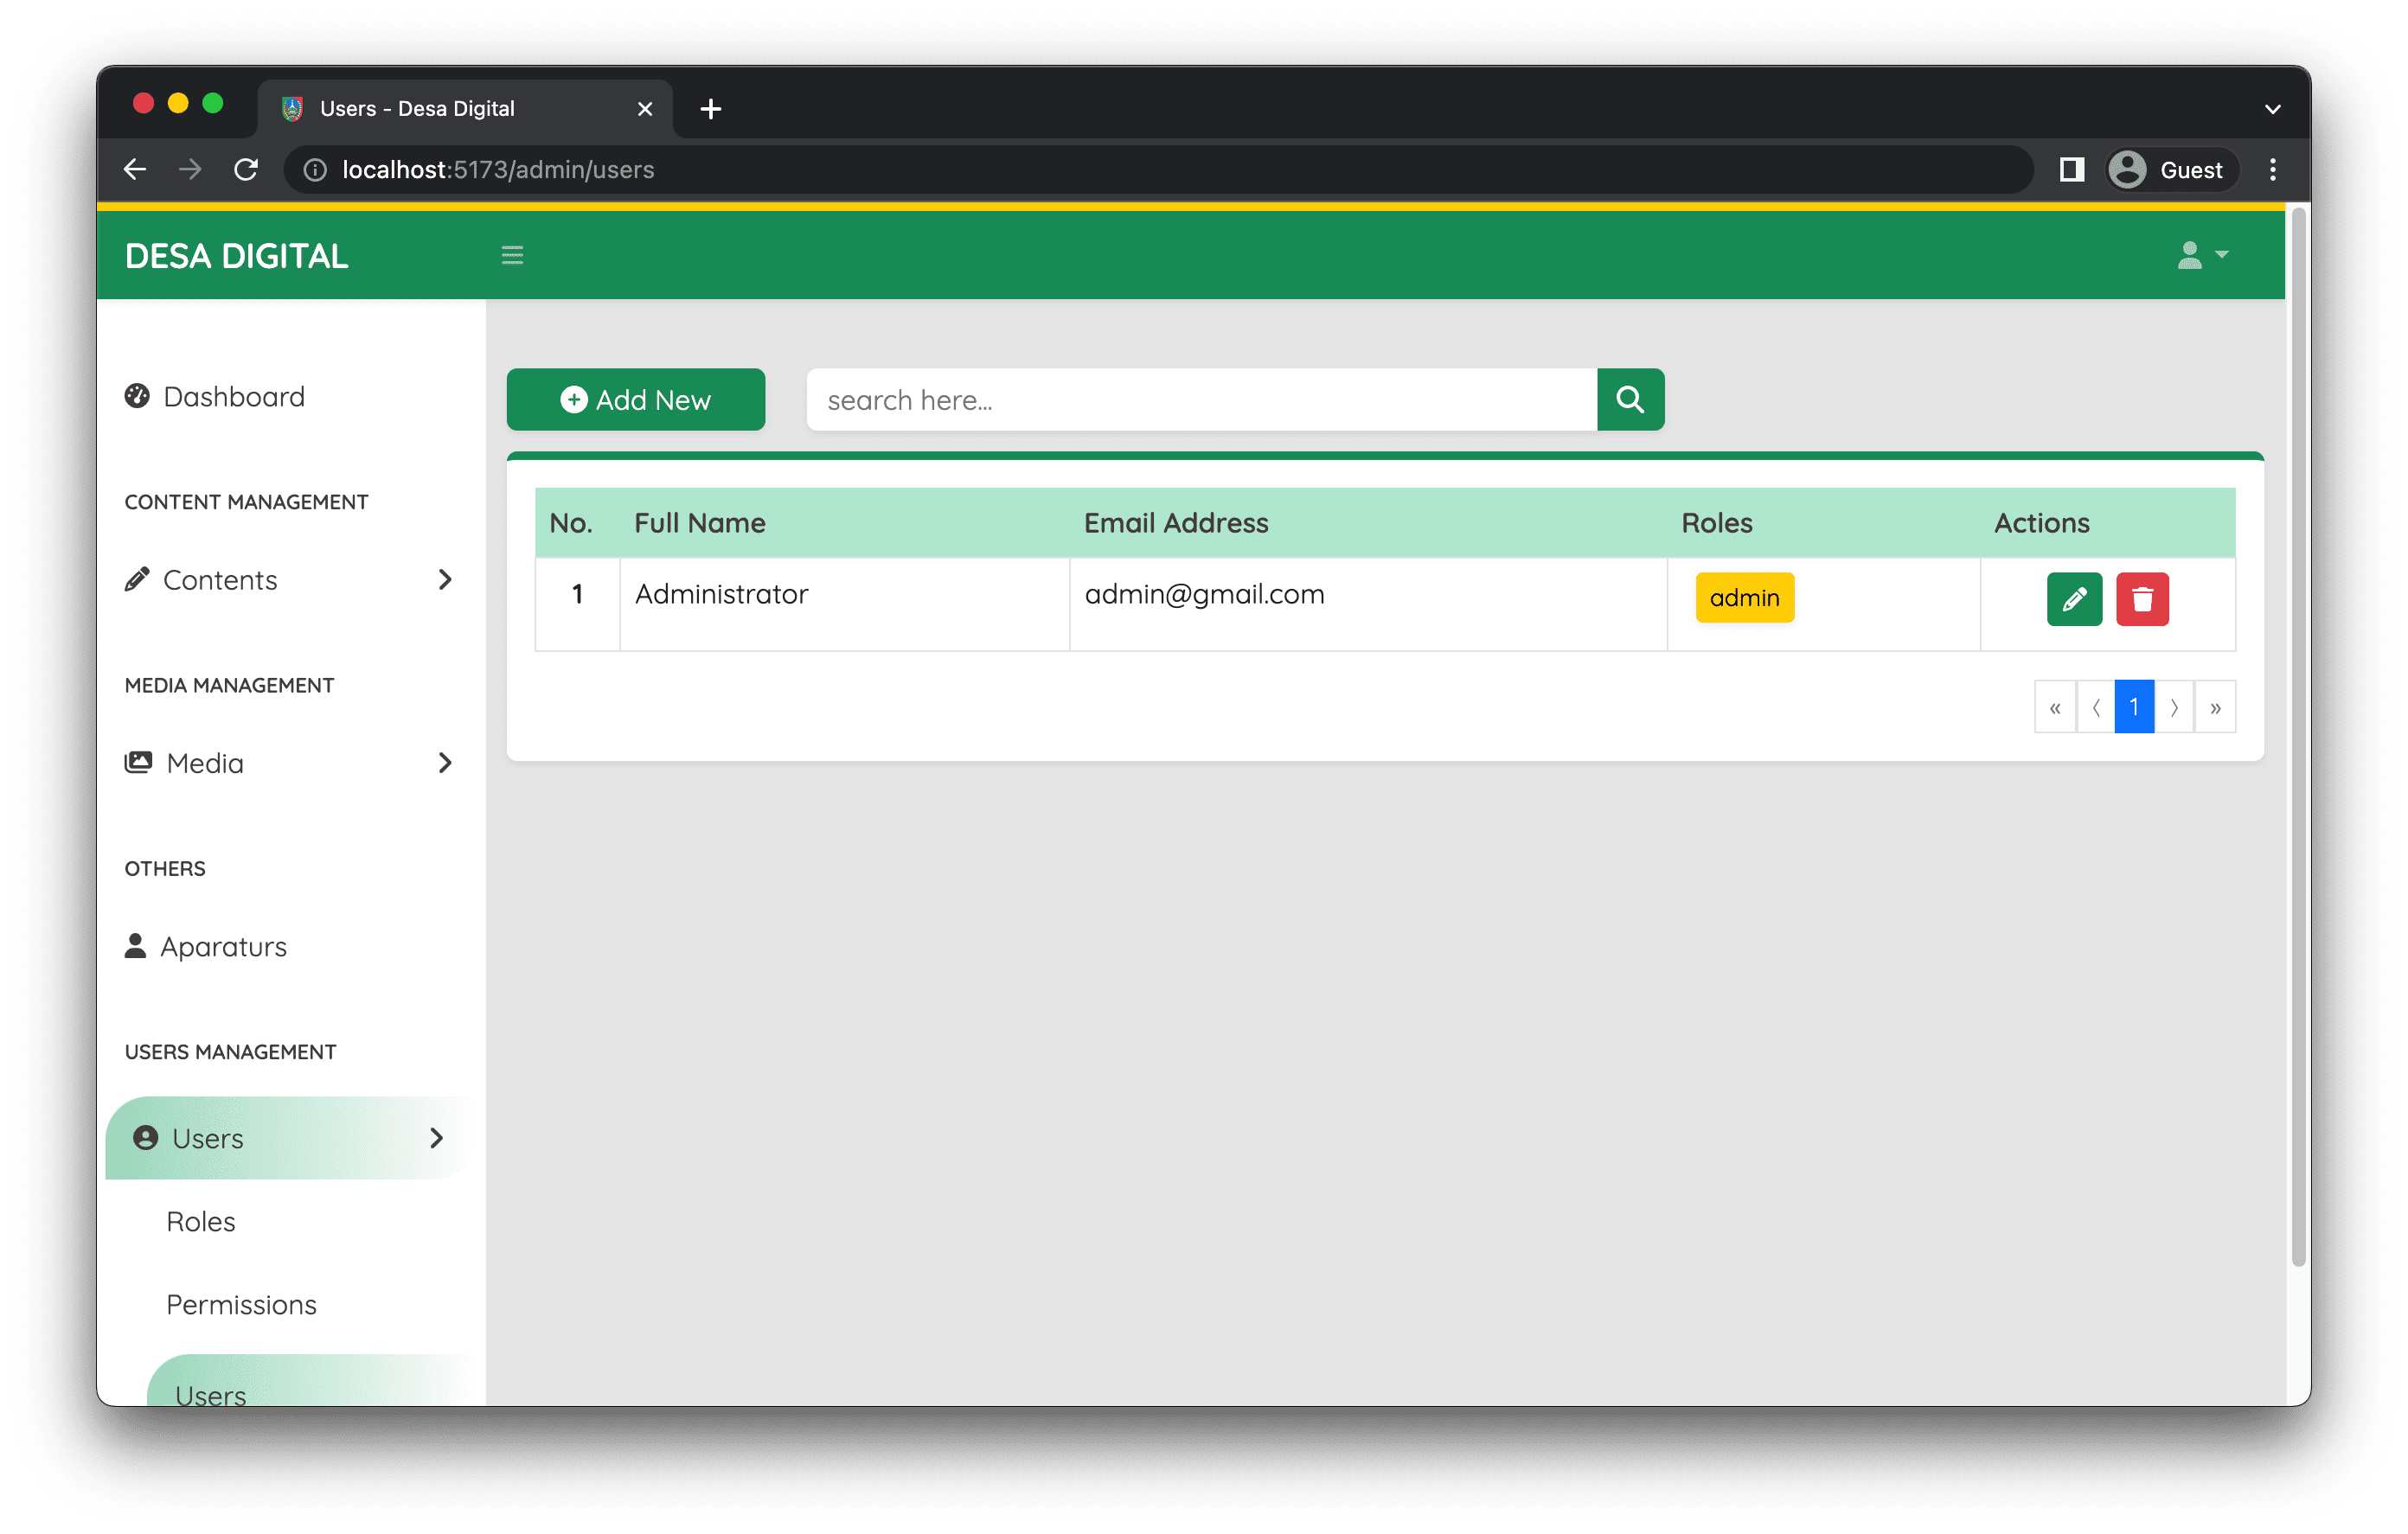 Users - Desa Digital
localhost:5173/admin/users
Guest
DESA DIGITAL
Dashboard
CONTENT MANAGEMENT
Contents
MEDIA MANAGEMENT
Media
OTHERS
Aparaturs
USERS MANAGEMENT
Users
Roles
Permissions
Users
Add New
search here...
No. Full Name Email Address Roles Actions
1 Administrator admin@gmail.com admin
« ‹ 1 › »